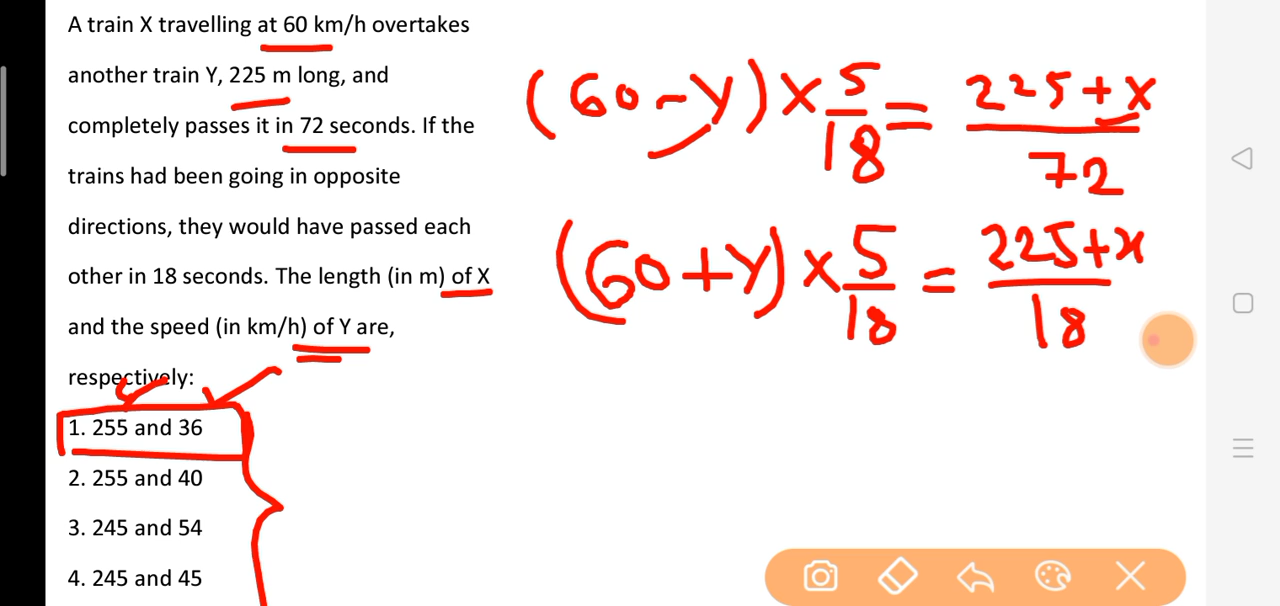 A train X travelling at 60 km/h overtakes
another train Y, 225 m long, and
completely passes it in 72 seconds. If the
trains had been going in opposite
directions, they would have passed each
other in 18 seconds. The length (in m) of X
and the speed (in km/h) of Y are,
respectively:
1. 255 and 36
2. 255 and 40
3. 245 and 54
4. 245 and 45
(60-y) × 5/18 = 225+x/72
(60+y) × 5/18 = 225+x/18